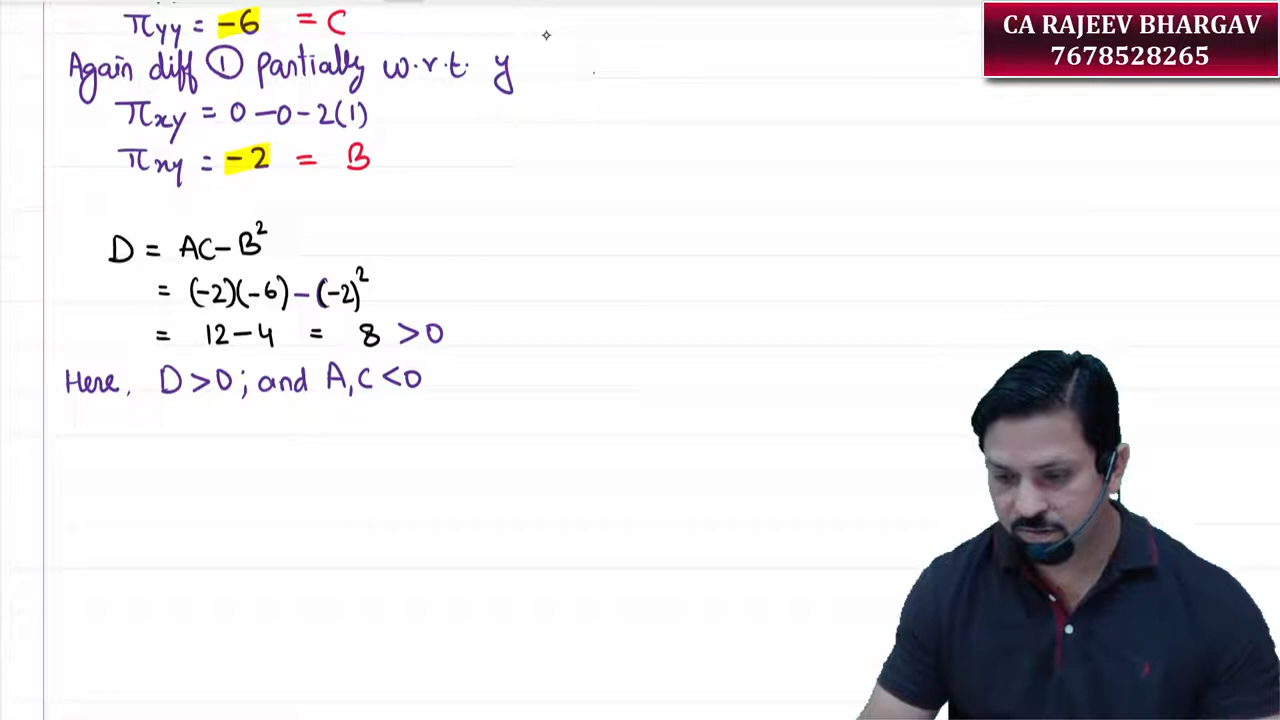 πyy = -6 = C
Again diff ① partially w.r.t. y
πxy = 0 - 0 - 2(1)
πxy = -2 = B
D = AC - B²
= (-2)(-6) - (-2)²
= 12 - 4 = 8 > 0
Here, D > 0; and A, C < 0
CA RAJEEV BHARGAV
7678528265